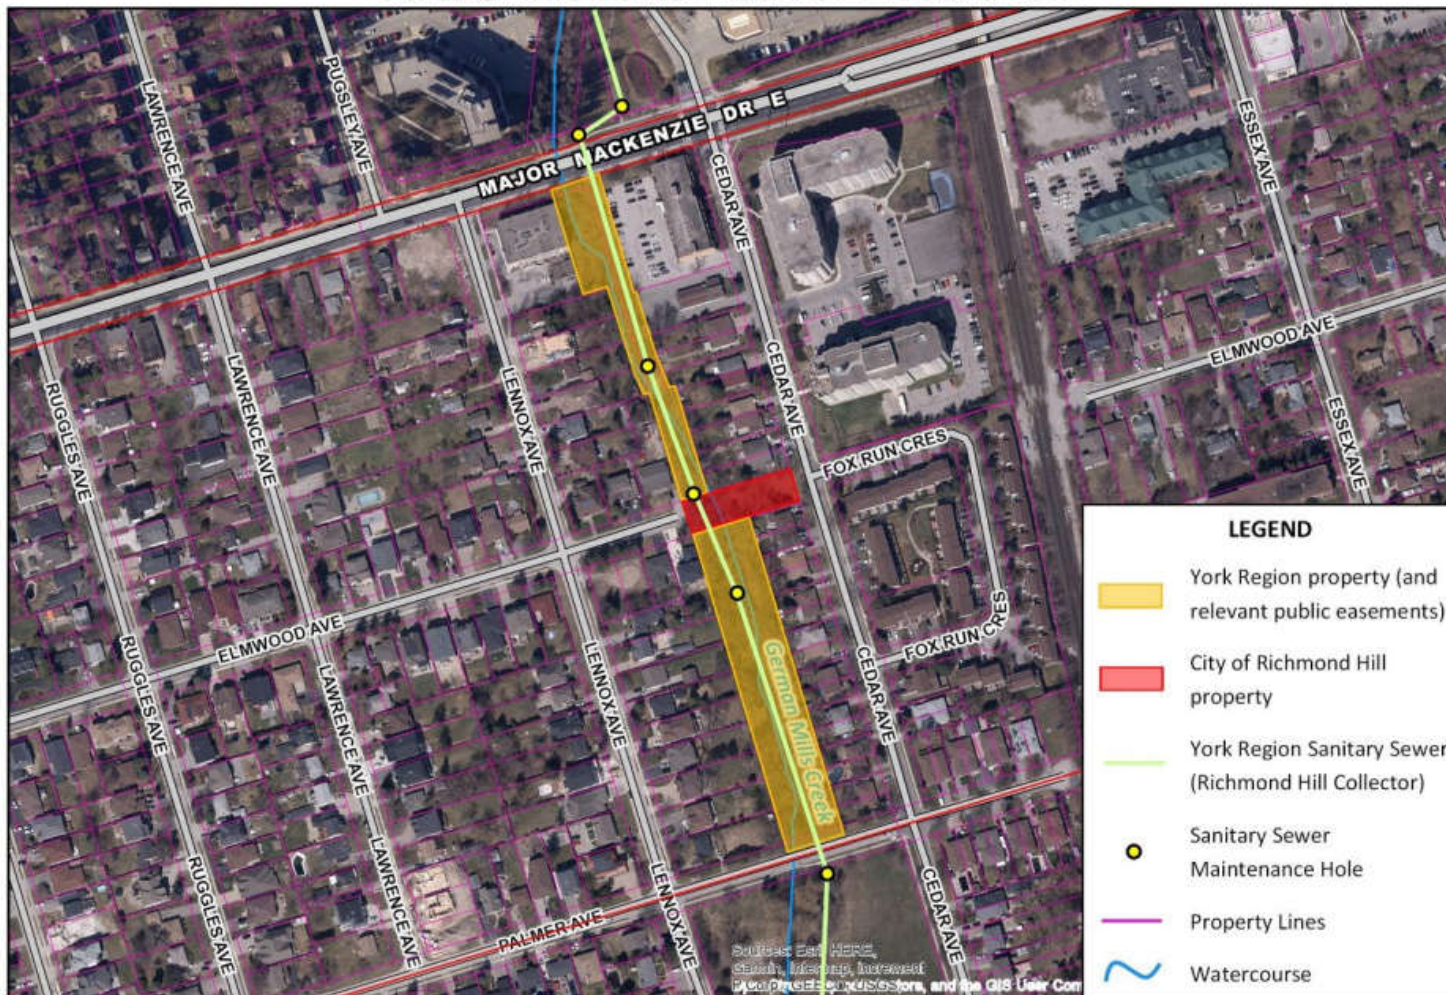 LAWRENCE AVE
PUGSLEY AVE
MAJOR MACKENZIE DR E
CEDAR AVE
ESSEX AVE
ELMWOOD AVE
RUGGLES AVE
LAWRENCE AVE
LENNOX AVE
CEDAR AVE
ESSEX AVE
FOX RUN CRES
ELMWOOD AVE
FOX RUN CRES
RUGGLES AVE
LAWRENCE AVE
LENNOX AVE
German Mills Creek
CEDAR AVE
RUGGLES AVE
LAWRENCE AVE
LENNOX AVE
CEDAR AVE
PALMER AVE
LEGEND
York Region property (and
relevant public easements)
City of Richmond Hill
property
York Region Sanitary Sewer
(Richmond Hill Collector)
Sanitary Sewer
Maintenance Hole
Property Lines
Watercourse
Sources: Esri, HERE,
Garmin, Intermap, increment
P Corp., GEBCO, USGS
and the GIS User Com